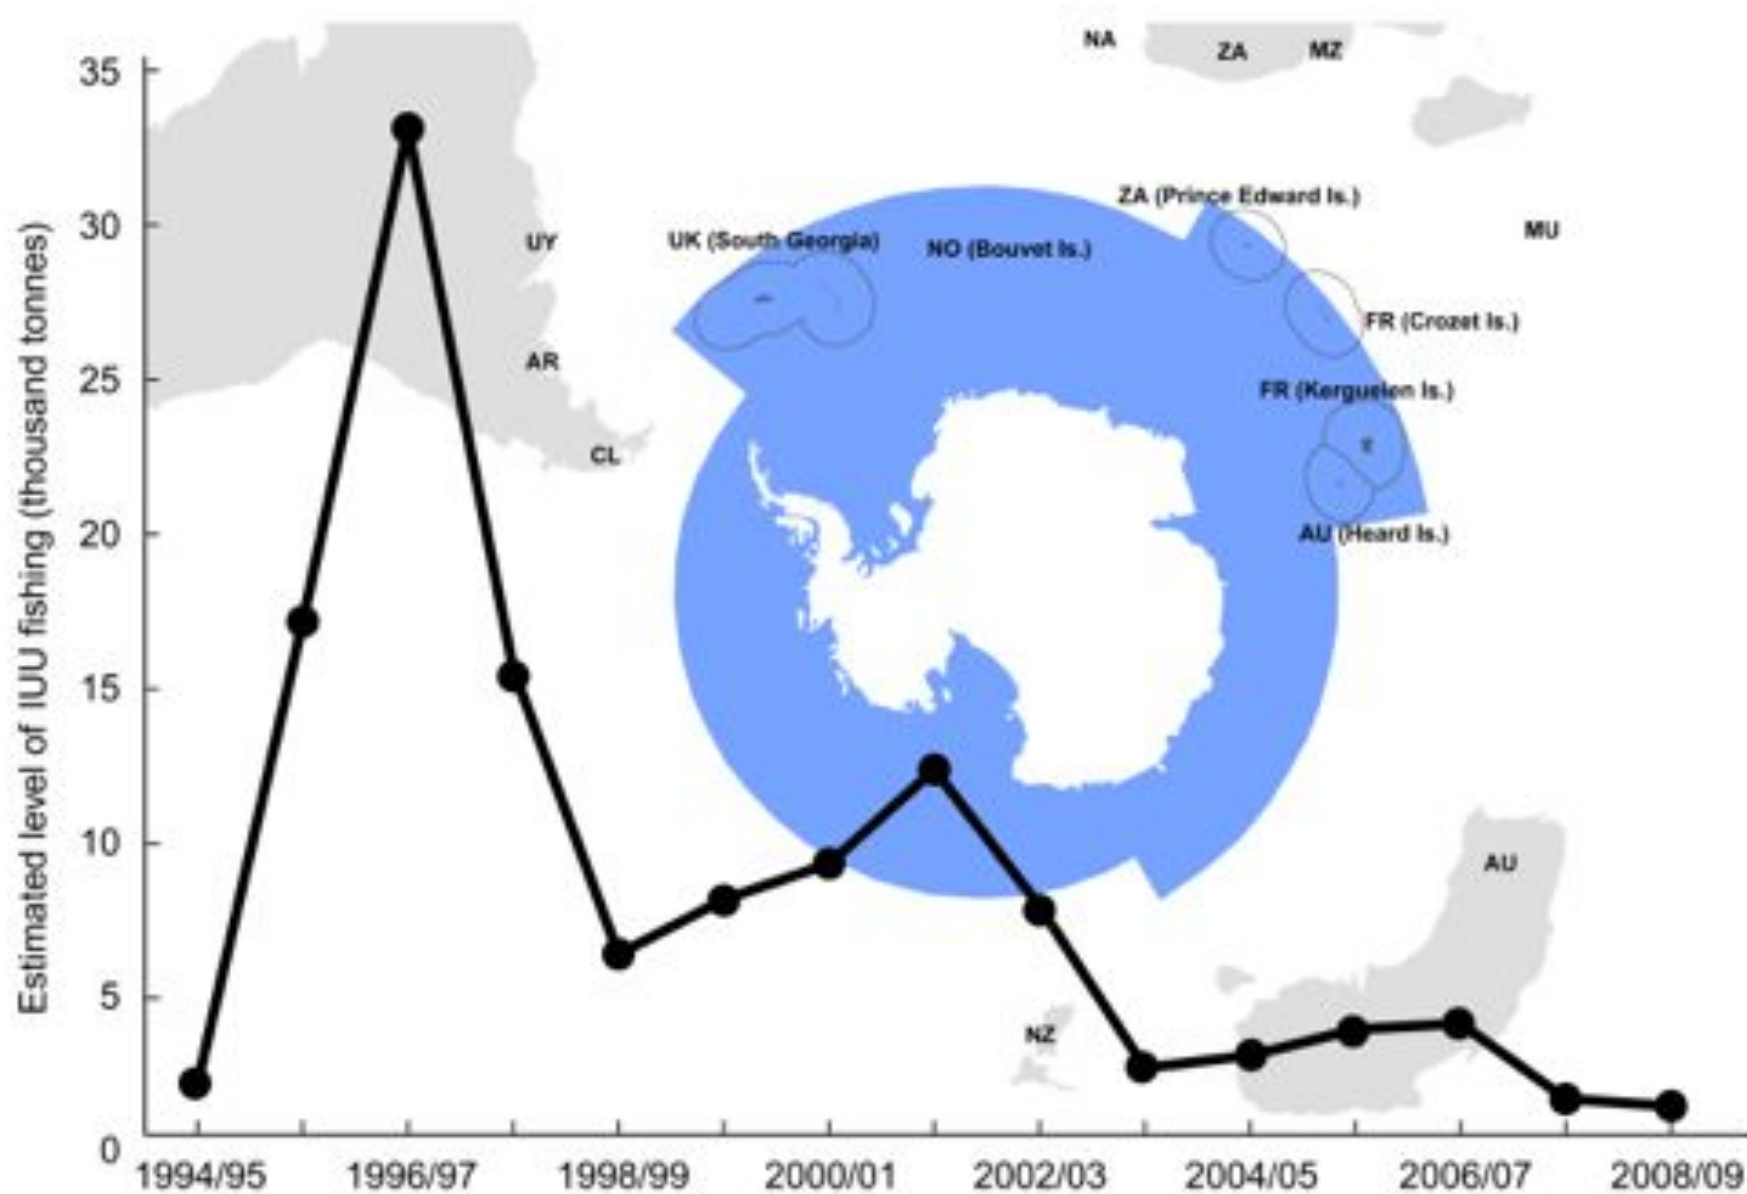 Estimated level of IUU fishing (thousand tonnes)
35
30
25
20
15
10
5
0
1994/95
1996/97
1998/99
2000/01
2002/03
2004/05
2006/07
2008/09
NA
ZA
MZ
ZA (Prince Edward Is.)
MU
UY
UK (South Georgia)
NO (Bouvet Is.)
FR (Crozet Is.)
AR
FR (Kerguelen Is.)
CL
AU (Heard Is.)
AU
NZ